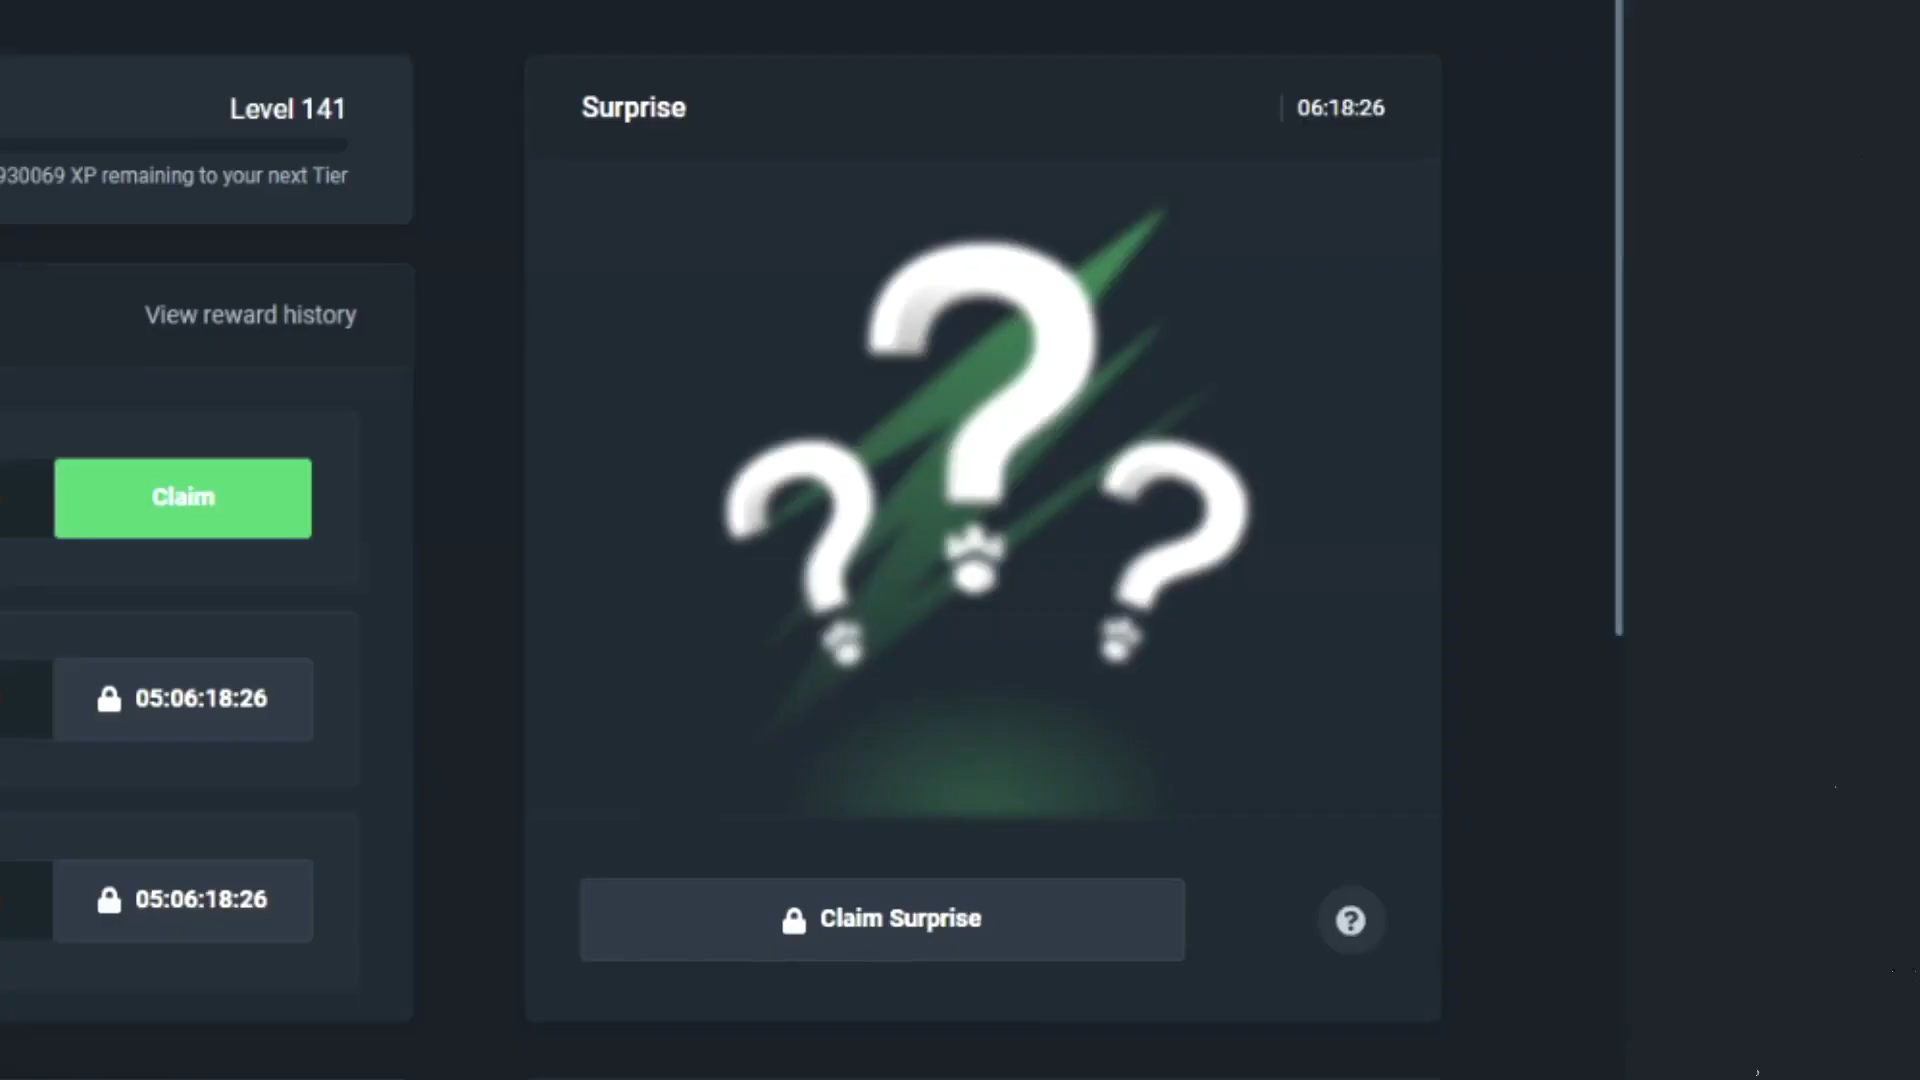 Level 141
930069 XP remaining to your next Tier
View reward history
Claim
05:06:18:26
05:06:18:26
Surprise
06:18:26
Claim Surprise